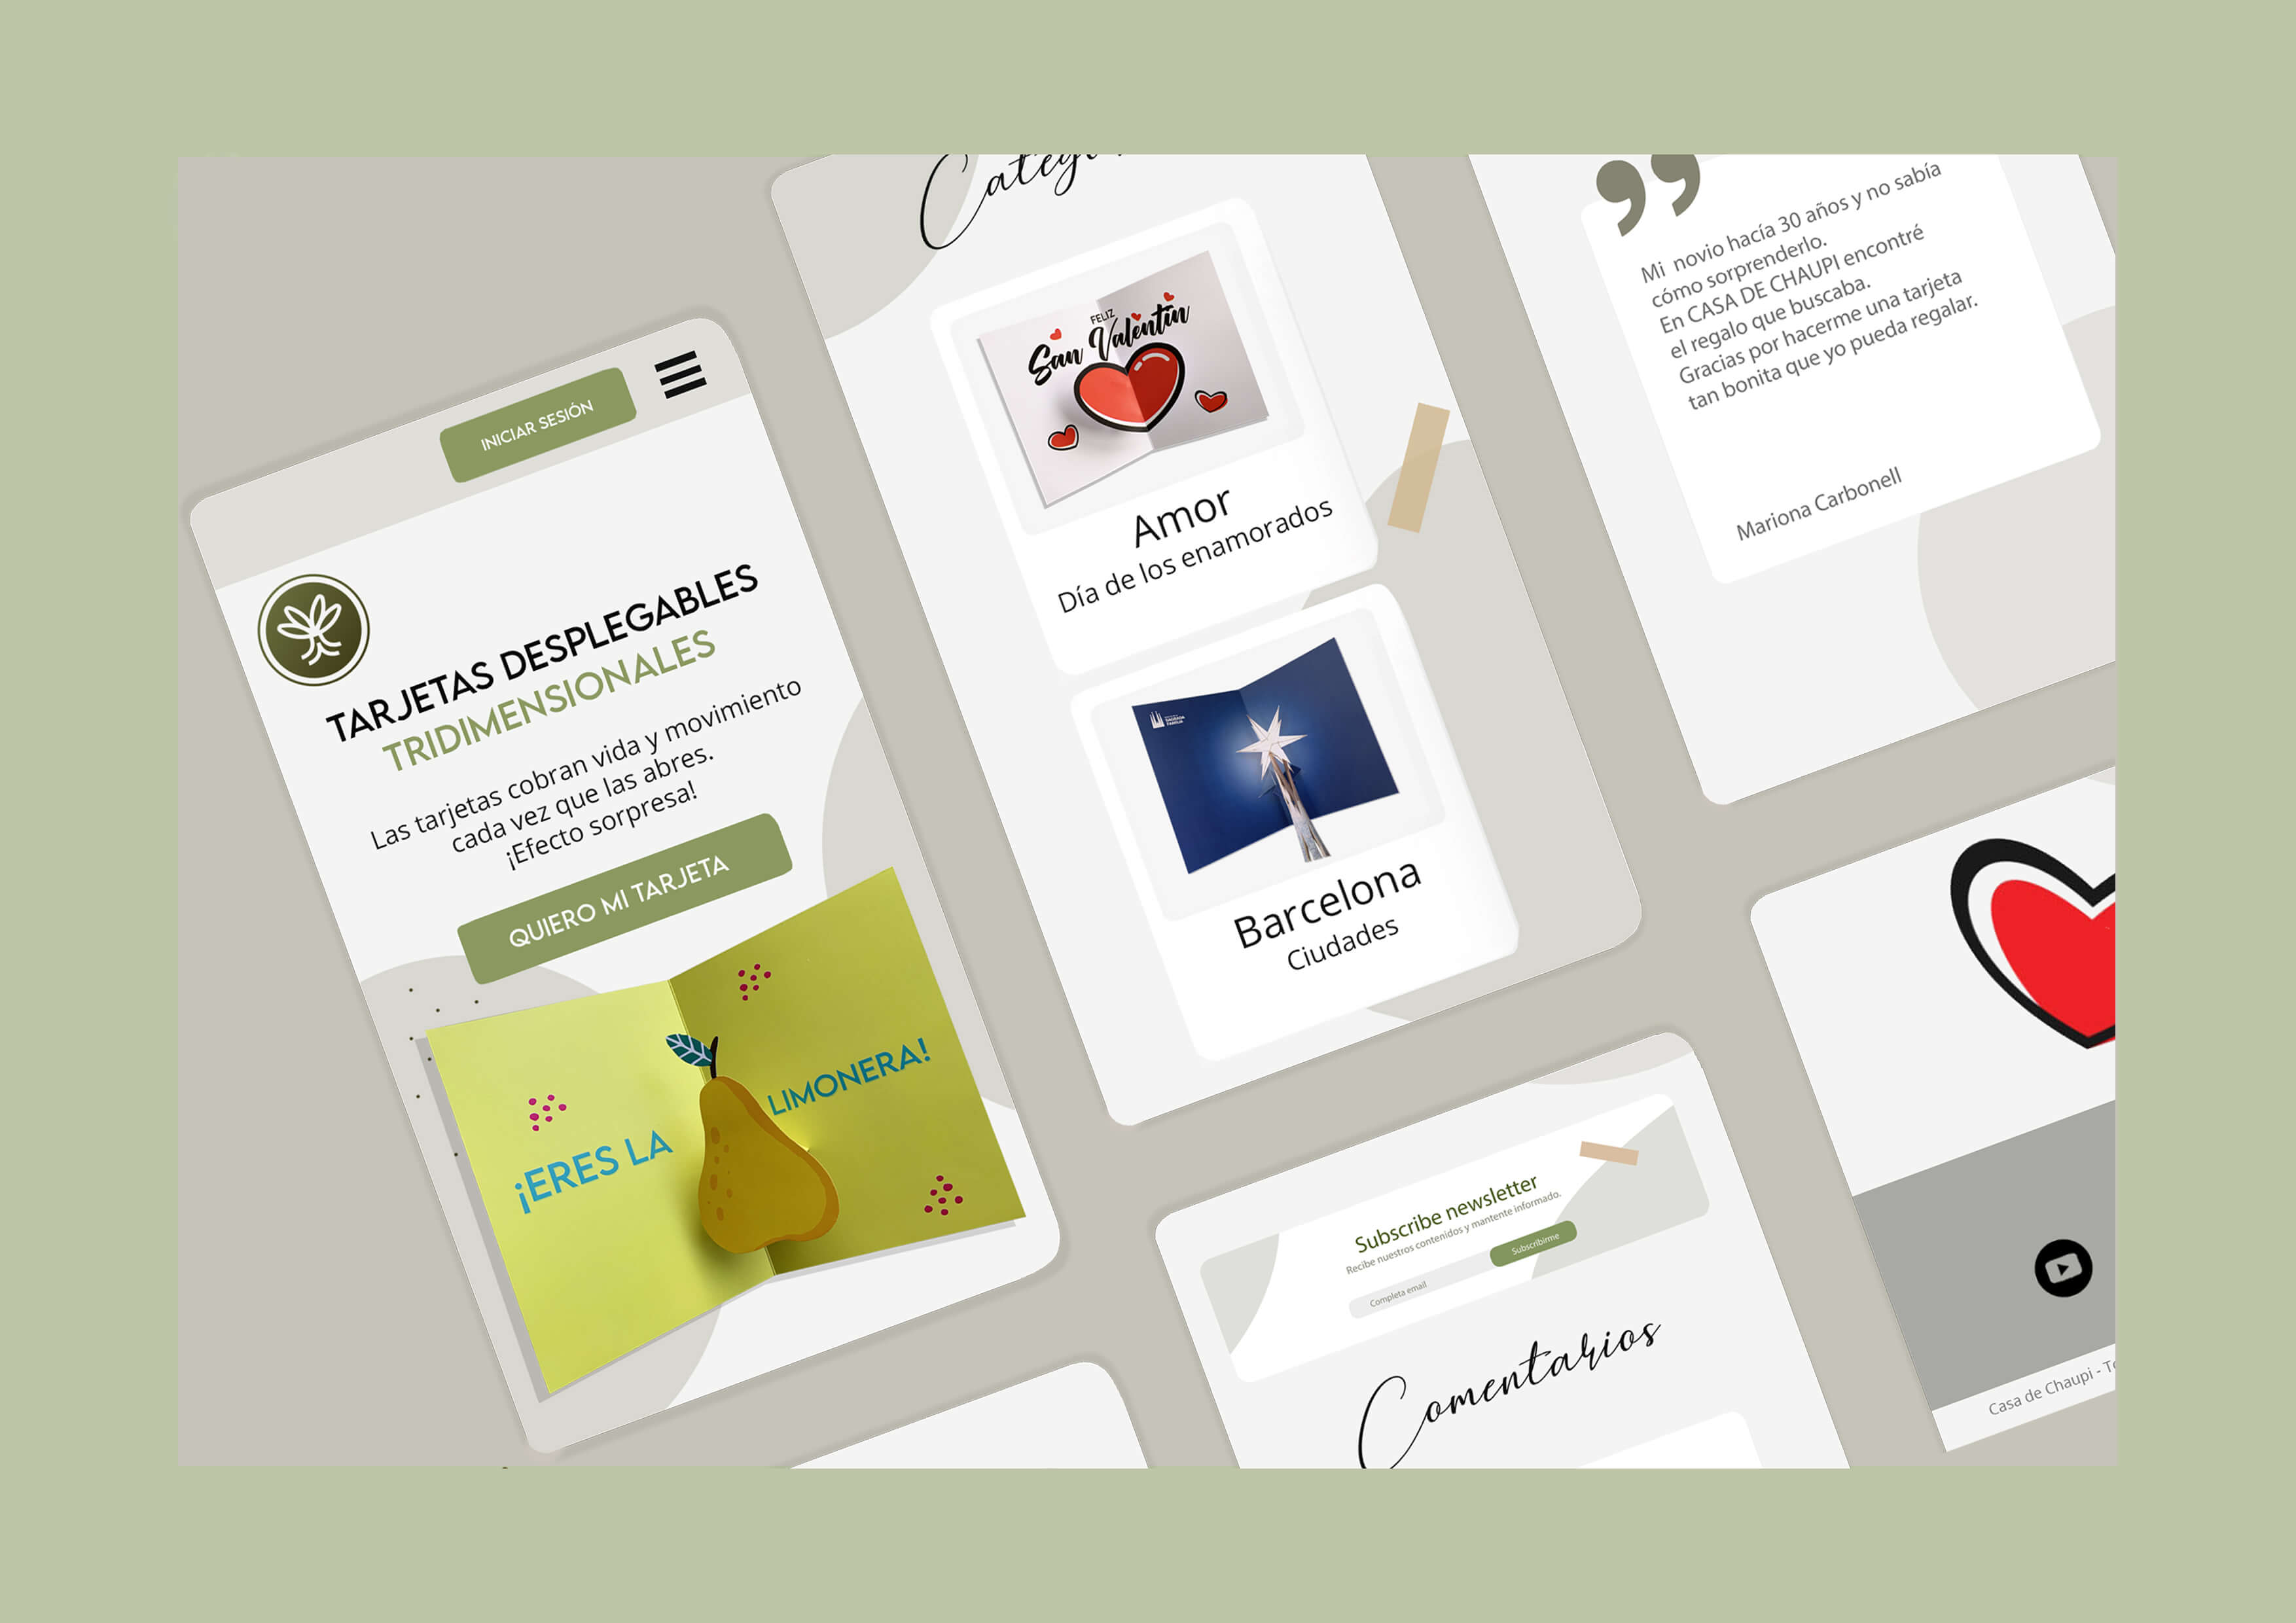 INICIAR SESIÓN
TARJETAS DESPLEGABLES
TRIDIMENSIONALES
Las tarjetas cobran vida y movimiento
cada vez que las abres.
¡Efecto sorpresa!
QUIERO MI TARJETA
¡ERES LA
LIMONERA!
FELIZ
San Valentín
Amor
Día de los enamorados
SAGRADA
FAMILIA
Barcelona
Ciudades
Mi novio hacía 30 años y no sabía
cómo sorprenderlo.
En CASA DE CHAUPI encontré
el regalo que buscaba.
Gracias por hacerme una tarjeta
tan bonita que yo pueda regalar.
Mariona Carbonell
Subscribe newsletter
Recibe nuestros contenidos y mantente informado.
Completa email
Subscribirme
Comentarios
Casa de Chaupi -